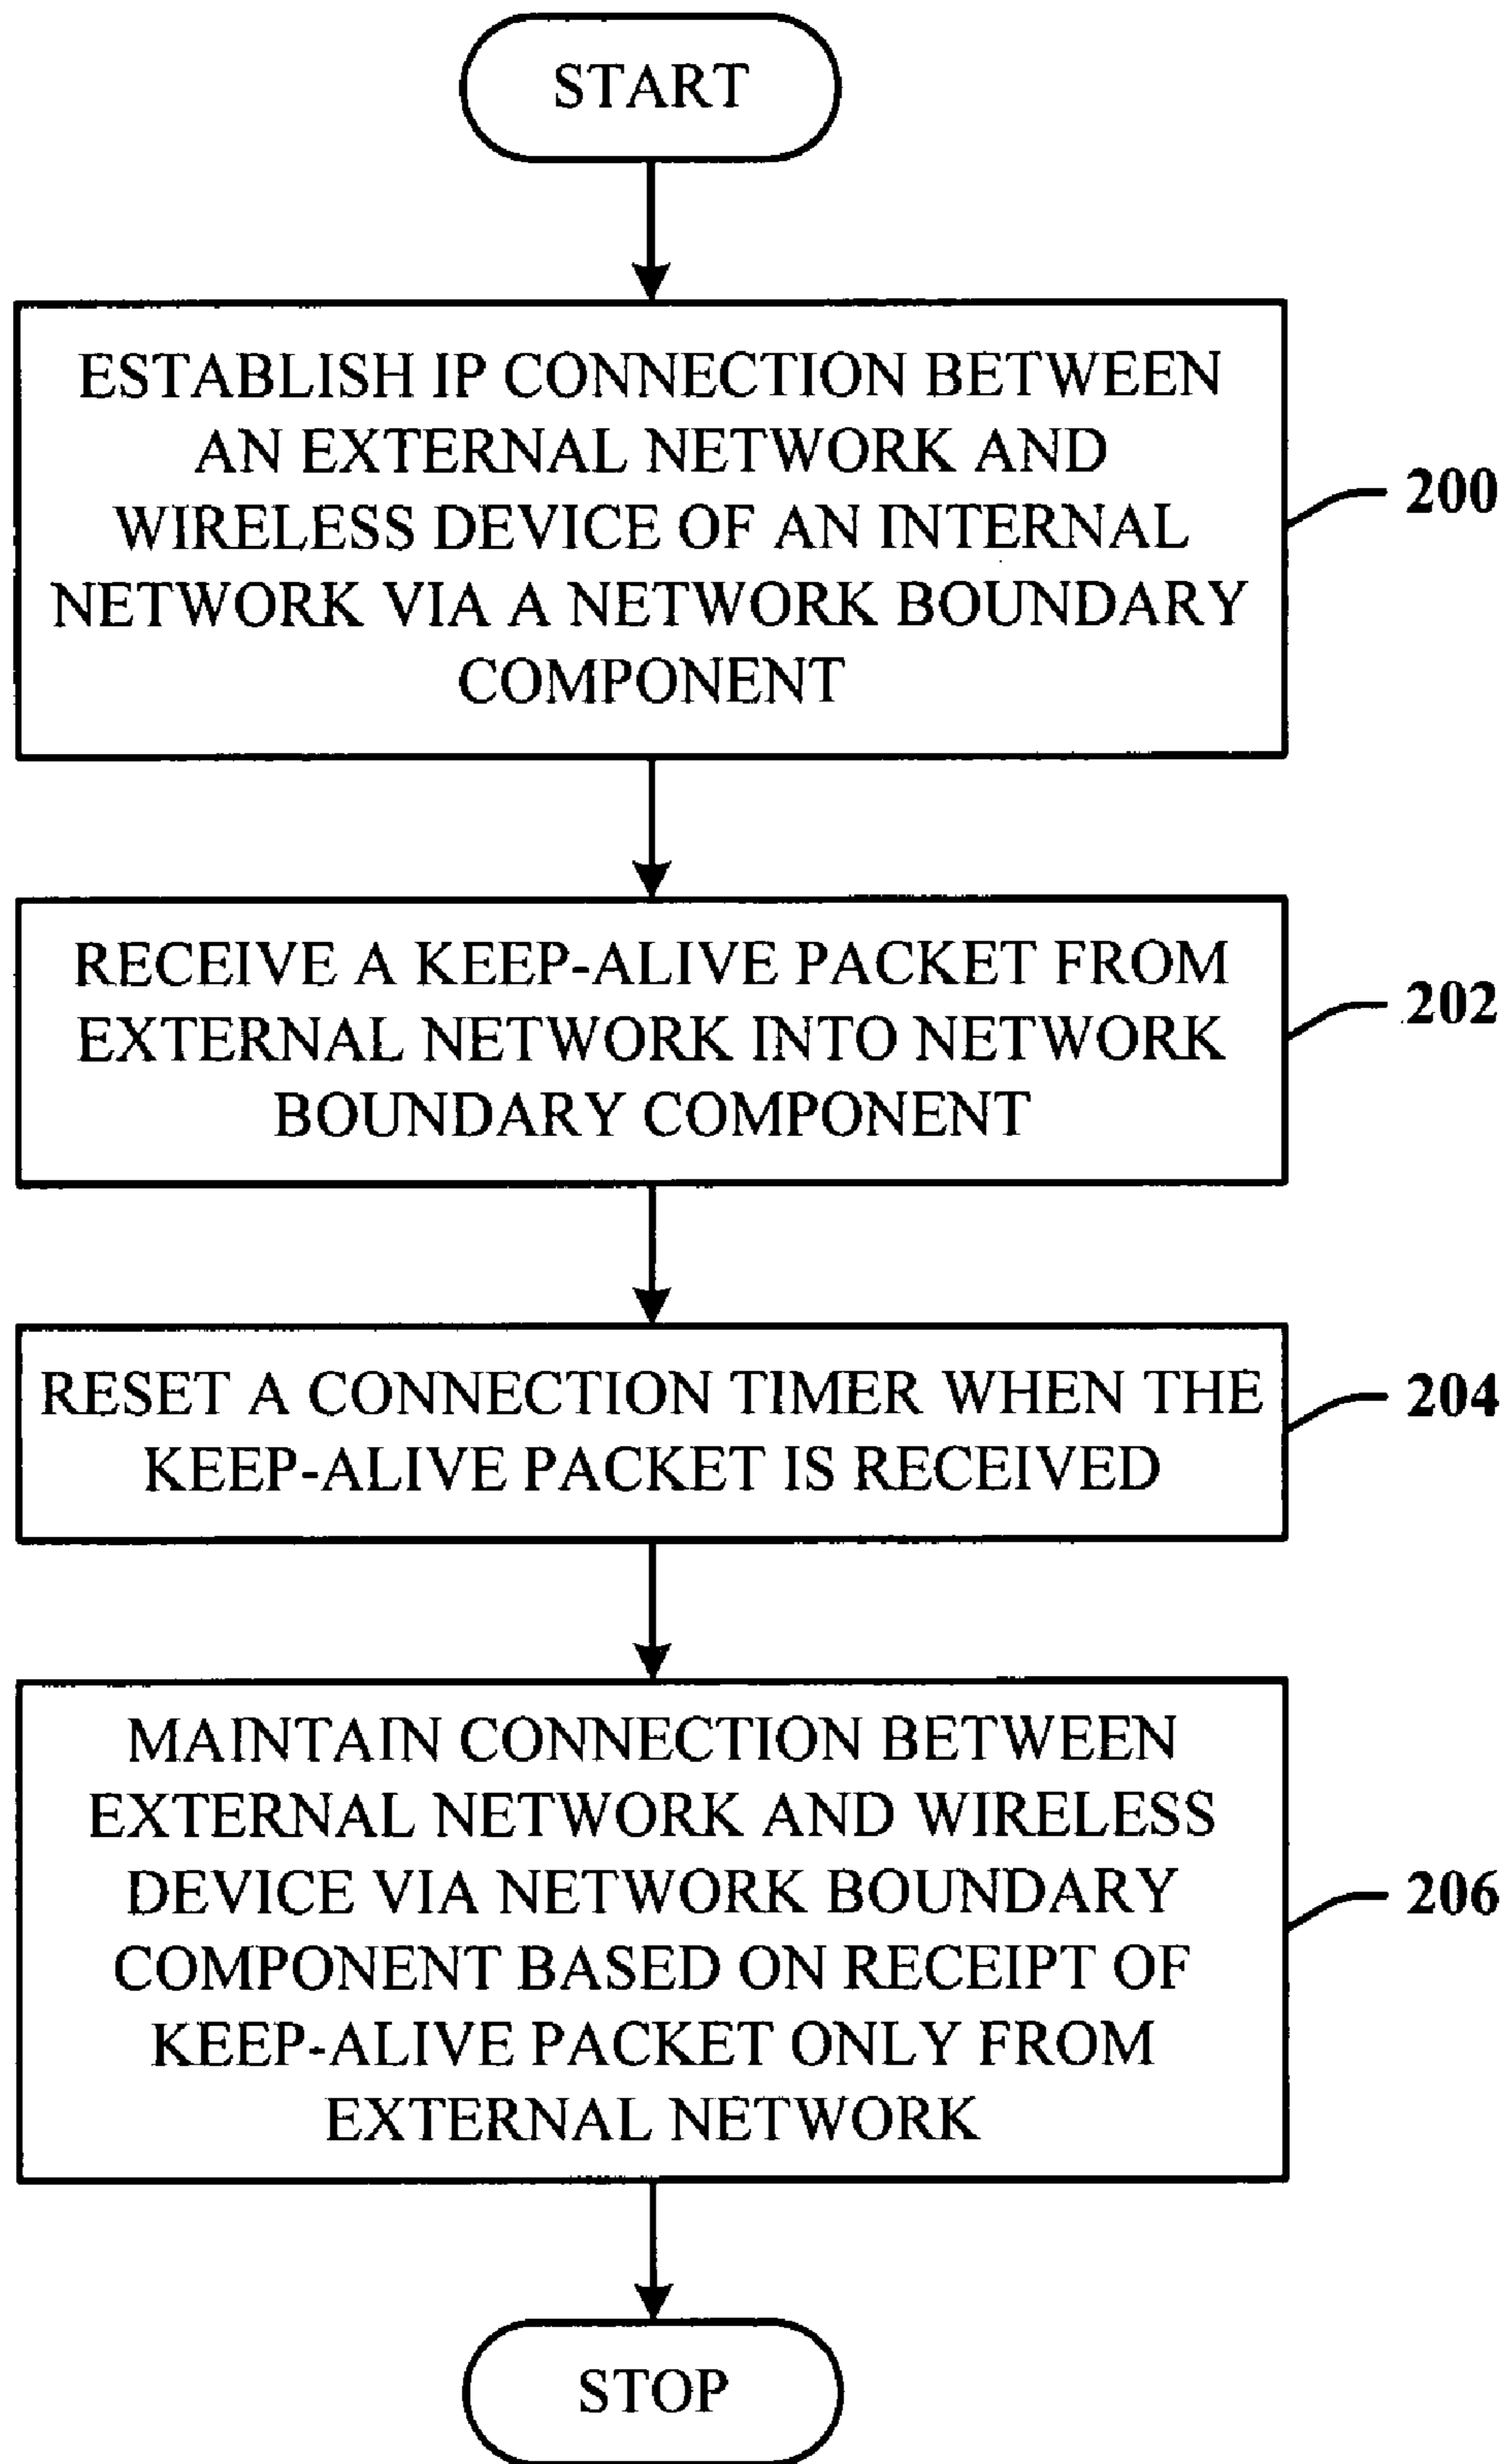 START
ESTABLISH IP CONNECTION BETWEEN
AN EXTERNAL NETWORK AND
WIRELESS DEVICE OF AN INTERNAL
NETWORK VIA A NETWORK BOUNDARY
COMPONENT
200
RECEIVE A KEEP-ALIVE PACKET FROM
EXTERNAL NETWORK INTO NETWORK
BOUNDARY COMPONENT
202
RESET A CONNECTION TIMER WHEN THE
KEEP-ALIVE PACKET IS RECEIVED
204
MAINTAIN CONNECTION BETWEEN
EXTERNAL NETWORK AND WIRELESS
DEVICE VIA NETWORK BOUNDARY
COMPONENT BASED ON RECEIPT OF
KEEP-ALIVE PACKET ONLY FROM
EXTERNAL NETWORK
206
STOP